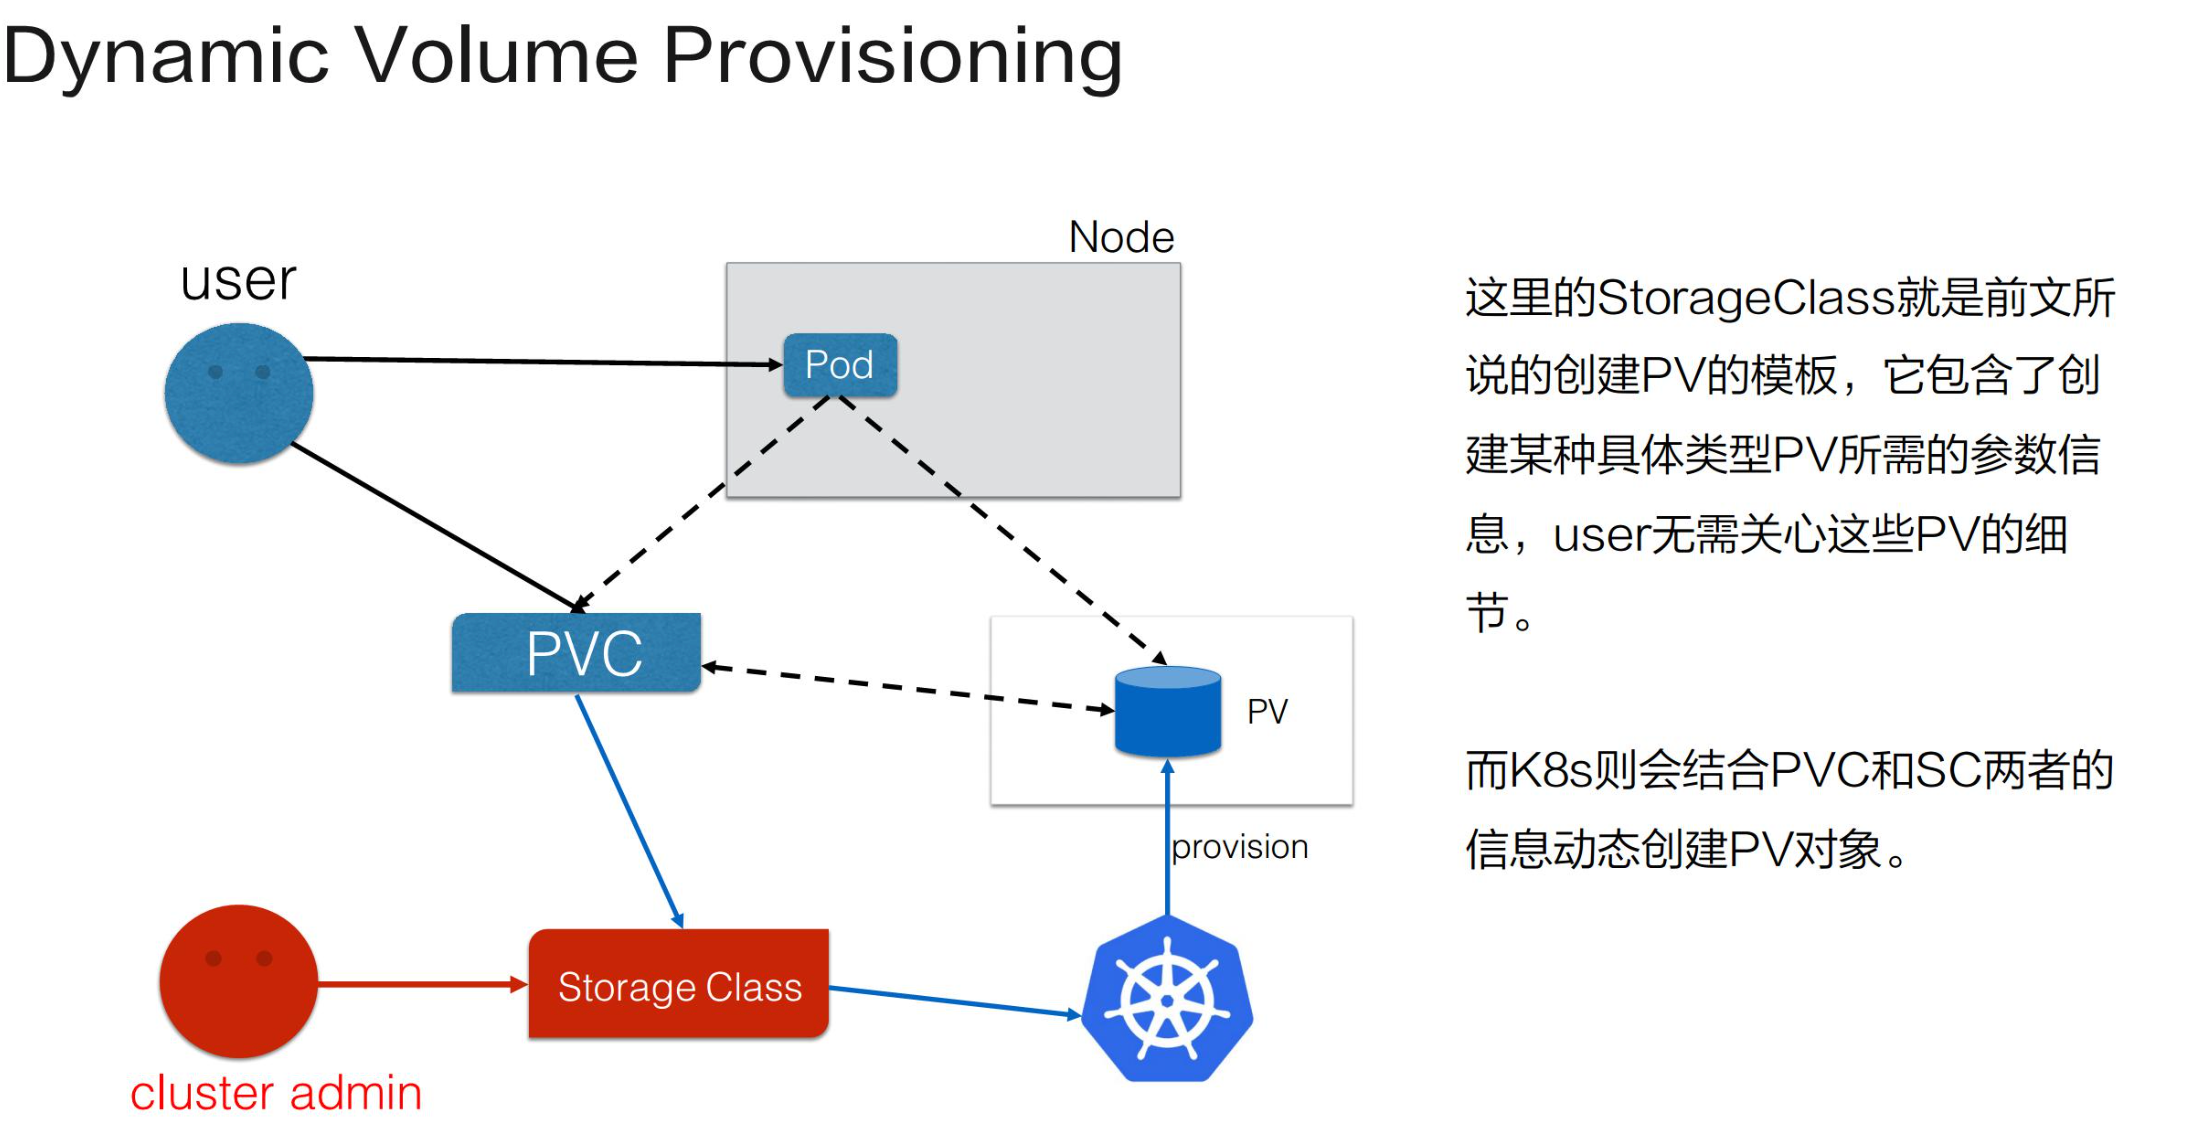 Dynamic Volume Provisioning
Node
user
Pod
PVC
PV
provision
Storage Class
cluster admin
这里的StorageClass就是前文所
说的创建PV的模板，它包含了创
建某种具体类型PV所需的参数信
息，user无需关心这些PV的细
节。
而K8s则会结合PVC和SC两者的
信息动态创建PV对象。